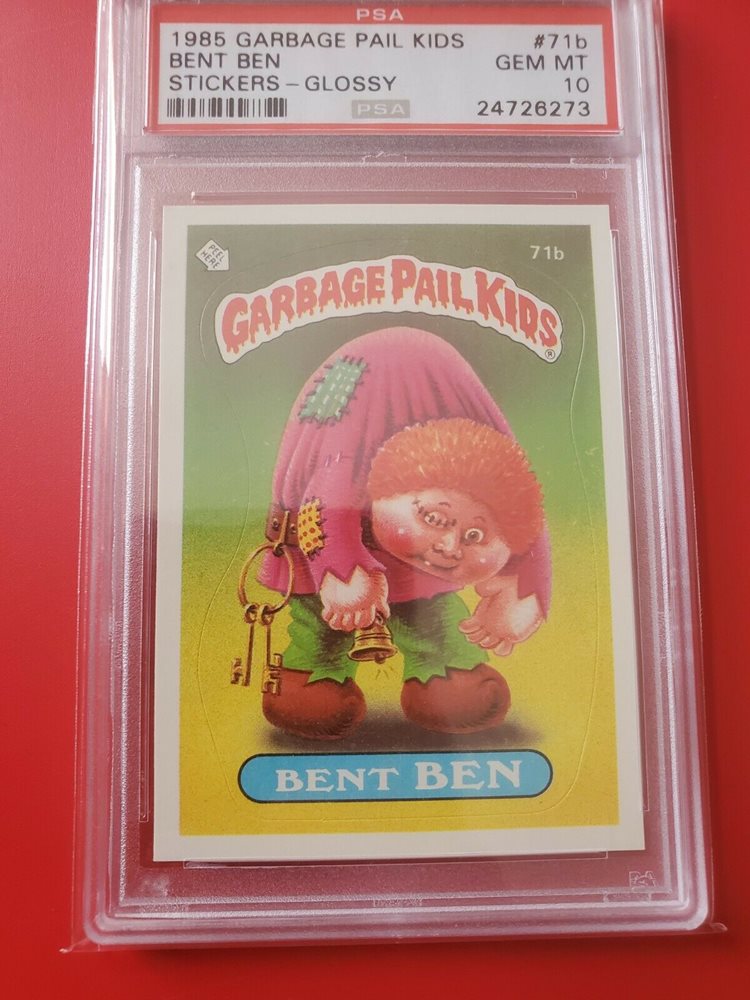 PSA
1985 GARBAGE PAIL KIDS #71b
BENT BEN GEM MT
STICKERS – GLOSSY 10
PSA 24726273
PEEL HERE
71b
GARBAGE PAIL KIDS®
BENT BEN